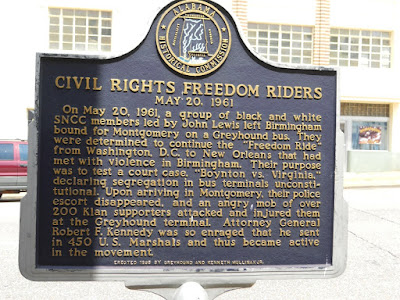 ALABAMA
HISTORICAL COMMISSION
CIVIL RIGHTS FREEDOM RIDERS
MAY 20, 1961
On May 20, 1961, a group of black and white
SNCC members led by John Lewis left Birmingham
bound for Montgomery on a Greyhound bus. They
were determined to continue the "Freedom Ride"
from Washington, D.C. to New Orleans that had
met with violence in Birmingham. Their purpose
was to test a court case, "Boynton vs. Virginia,"
declaring segregation in bus terminals unconsti-
tutional. Upon arriving in Montgomery, their police
escort disappeared, and an angry mob of over
200 Klan supporters attacked and injured them
at the Greyhound terminal. Attorney General
Robert F. Kennedy was so enraged that he sent
in 450 U.S. Marshals and thus became active
in the movement.
ERECTED BY GREYHOUND AND KENNETH